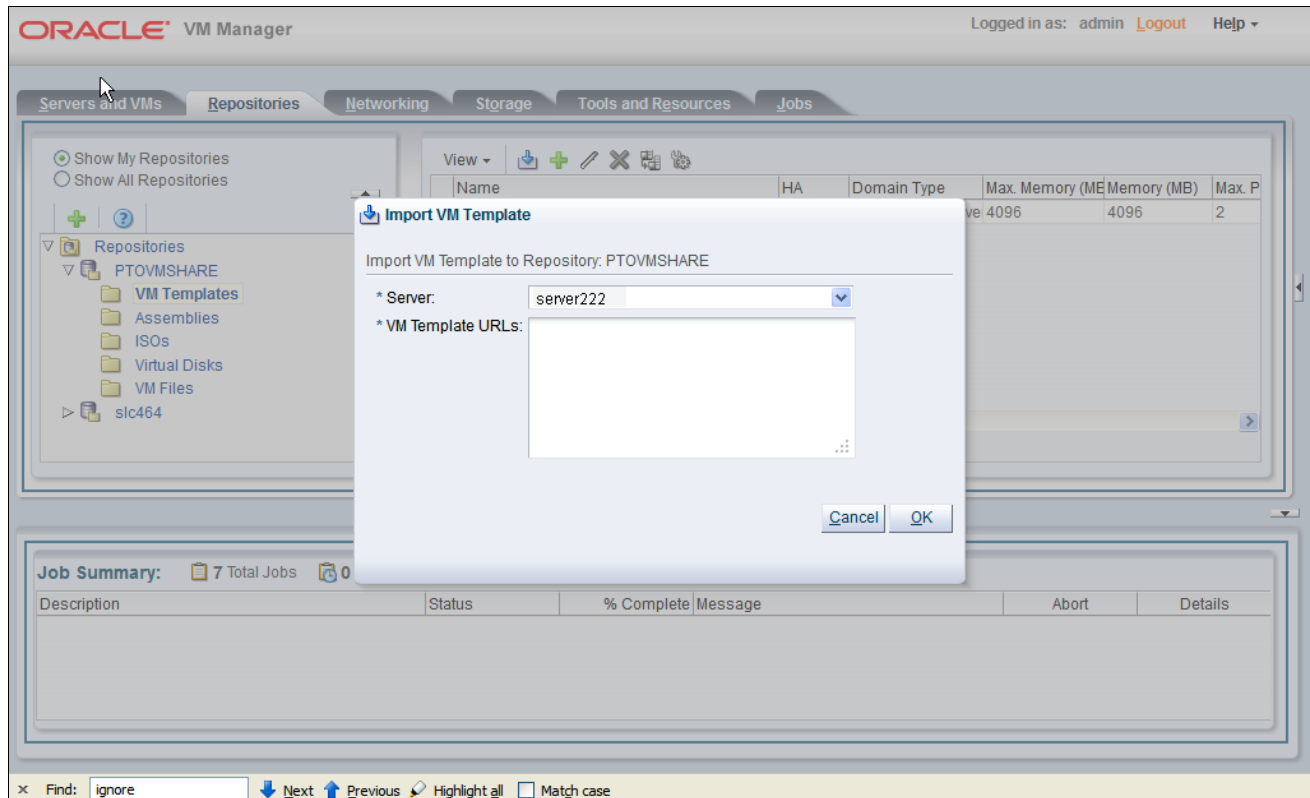 ORACLE VM Manager
Logged in as: admin Logout Help
Servers and VMs Repositories Networking Storage Tools and Resources Jobs
Show My Repositories
Show All Repositories
View
Name HA Domain Type Max. Memory (MB Memory (MB) Max. P
ve 4096 4096 2
Repositories
PTOVMSHARE
VM Templates
Assemblies
ISOs
Virtual Disks
VM Files
slc464
Import VM Template
Import VM Template to Repository: PTOVMSHARE
* Server: server222
* VM Template URLs:
Cancel OK
Job Summary: 7 Total Jobs 0
Description Status % Complete Message Abort Details
× Find: ignore Next Previous Highlight all Match case